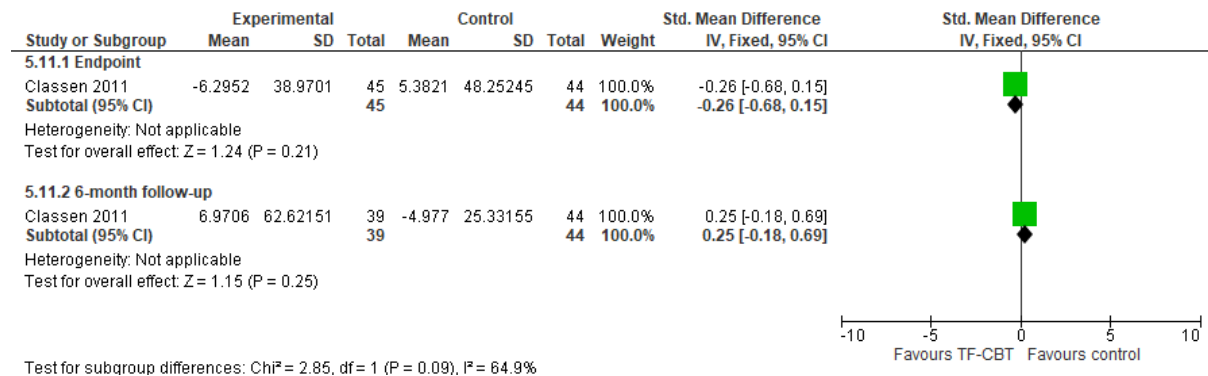 Experimental Control Std. Mean Difference Std. Mean Difference
Study or Subgroup Mean SD Total Mean SD Total Weight IV, Fixed, 95% CI IV, Fixed, 95% CI
5.11.1 Endpoint
Classen 2011 -6.2952 38.9701 45 5.3821 48.25245 44 100.0% -0.26 [-0.68, 0.15]
Subtotal (95% CI) 45 44 100.0% -0.26 [-0.68, 0.15]
Heterogeneity: Not applicable
Test for overall effect: Z = 1.24 (P = 0.21)
5.11.2 6-month follow-up
Classen 2011 6.9706 62.62151 39 -4.977 25.33155 44 100.0% 0.25 [-0.18, 0.69]
Subtotal (95% CI) 39 44 100.0% 0.25 [-0.18, 0.69]
Heterogeneity: Not applicable
Test for overall effect: Z = 1.15 (P = 0.25)
-10 -5 0 5 10
Favours TF-CBT Favours control
Test for subgroup differences: Chi² = 2.85, df = 1 (P = 0.09), I² = 64.9%